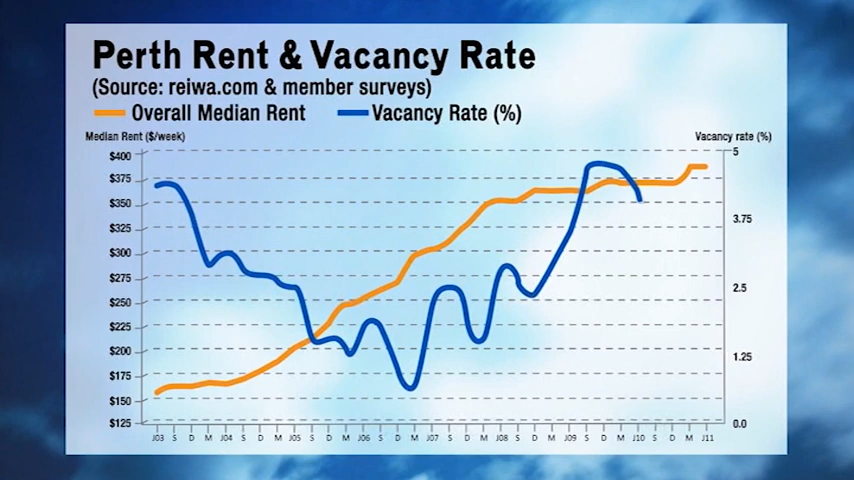 Perth Rent & Vacancy Rate
(Source: reiwa.com & member surveys)
Overall Median Rent Vacancy Rate (%)
Median Rent ($/week) Vacancy rate (%)
$400 5
$375
$350 3.75
$325
$300
$275 2.5
$250
$225
$200 1.25
$175
$150
$125 0.0
J03 S D M J04 S D M J05 S D M J06 S D M J07 S D M J08 S D M J09 S D M J10 S D M J11